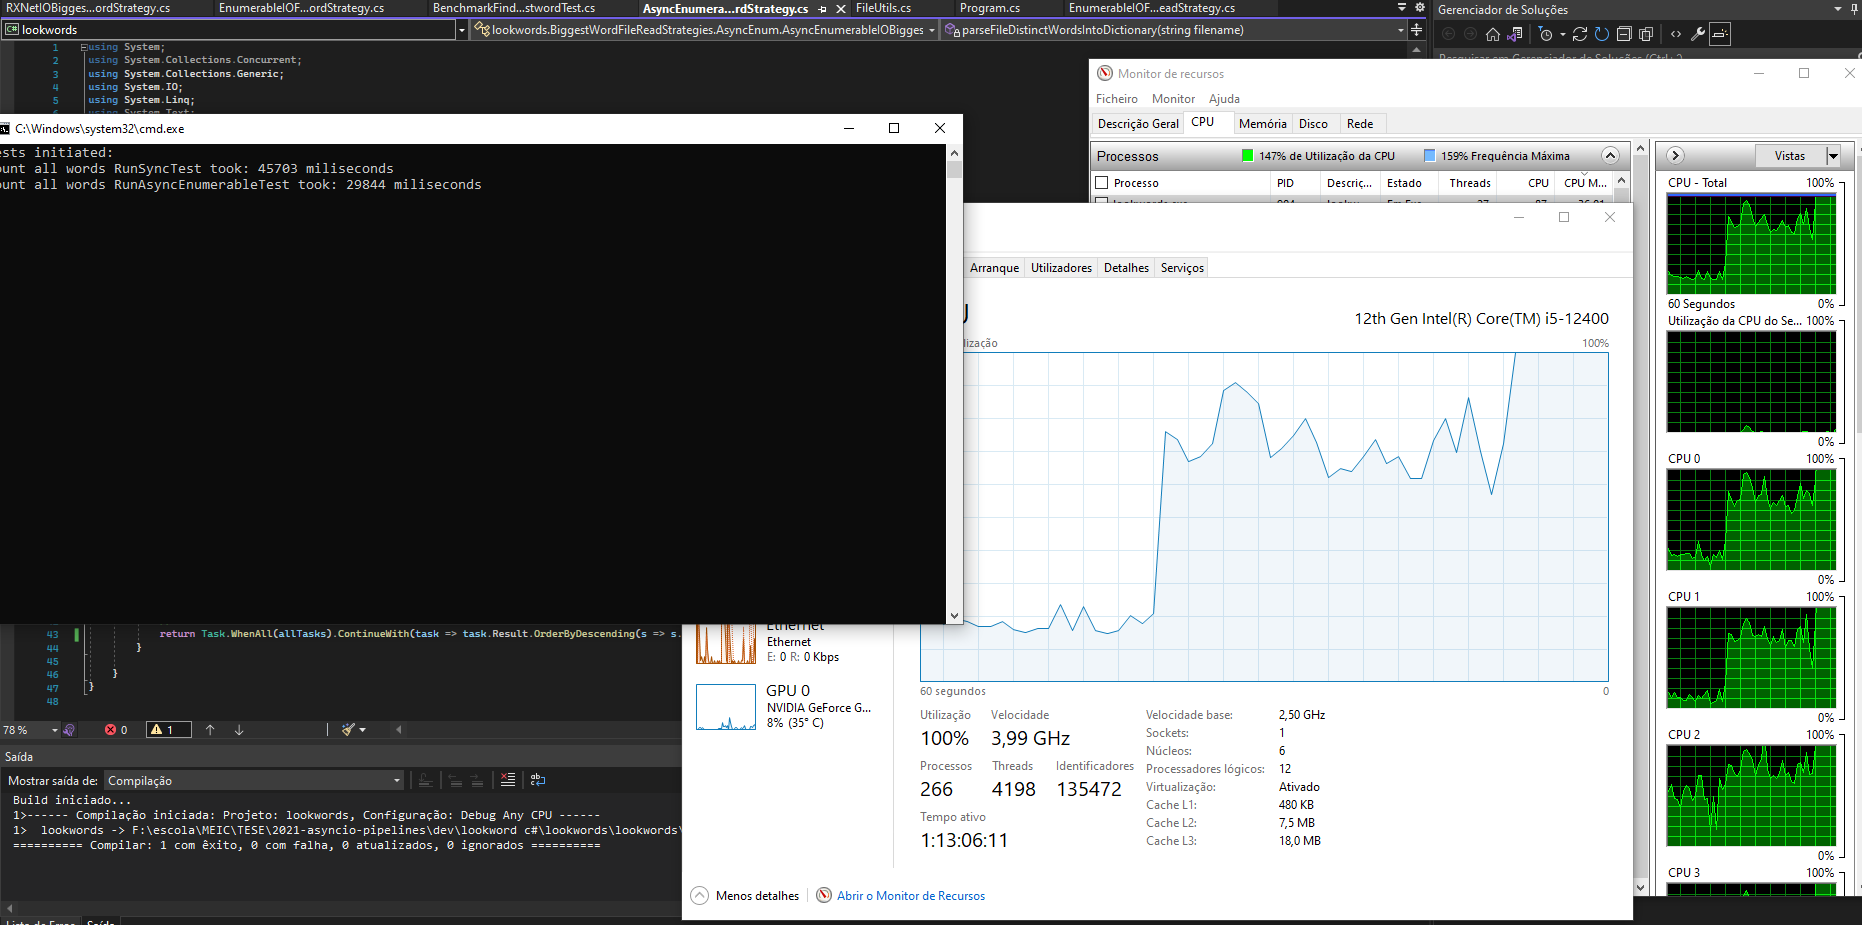 RXNetIOBigges...ordStrategy.cs
EnumerableIOF...ordStrategy.cs
BenchmarkFind...stwordTest.cs
AsyncEnumera...rdStrategy.cs
FileUtils.cs
Program.cs
EnumerableIOF...eadStrategy.cs
lookwords
lookwords.BiggestWordFileReadStrategies.AsyncEnum.AsyncEnumerableIOBigges
parseFileDistinctWordsIntoDictionary(string filename)
1 using System;
2 using System.Collections.Concurrent;
3 using System.Collections.Generic;
4 using System.IO;
5 using System.Linq;
6 using System.Text;
C:\Windows\system32\cmd.exe
ests initiated:
ount all words RunSyncTest took: 45703 miliseconds
ount all words RunAsyncEnumerableTest took: 29844 miliseconds
43 return Task.WhenAll(allTasks).ContinueWith(task => task.Result.OrderByDescending(s => s.
44 }
45
46 }
47 }
48
78 %
0
1
Saída
Mostrar saída de: Compilação
Build iniciado...
1>------ Compilação iniciada: Projeto: lookwords, Configuração: Debug Any CPU ------
1> lookwords -> F:\escola\MEIC\TESE\2021-asyncio-pipelines\dev\lookword c#\lookwords\lookwords\
========== Compilar: 1 com êxito, 0 com falha, 0 atualizados, 0 ignorados ==========
Saída
Gerenciador de Soluções
Monitor de recursos
Ficheiro Monitor Ajuda
Descrição Geral CPU Memória Disco Rede
Processos 147% de Utilização da CPU 159% Frequência Máxima
Processo PID Descriç... Estado Threads CPU CPU M...
Arranque Utilizadores Detalhes Serviços
12th Gen Intel(R) Core(TM) i5-12400
lização 100%
60 segundos 0
Ethernet
Ethernet
E: 0 R: 0 Kbps
GPU 0
NVIDIA GeForce G...
8% (35° C)
Utilização Velocidade
100% 3,99 GHz
Processos Threads Identificadores
266 4198 135472
Tempo ativo
1:13:06:11
Velocidade base: 2,50 GHz
Sockets: 1
Núcleos: 6
Processadores lógicos: 12
Virtualização: Ativado
Cache L1: 480 KB
Cache L2: 7,5 MB
Cache L3: 18,0 MB
Menos detalhes
Abrir o Monitor de Recursos
Vistas
CPU - Total 100%
60 Segundos 0%
Utilização da CPU do Se... 100%
0%
CPU 0 100%
0%
CPU 1 100%
0%
CPU 2 100%
0%
CPU 3 100%